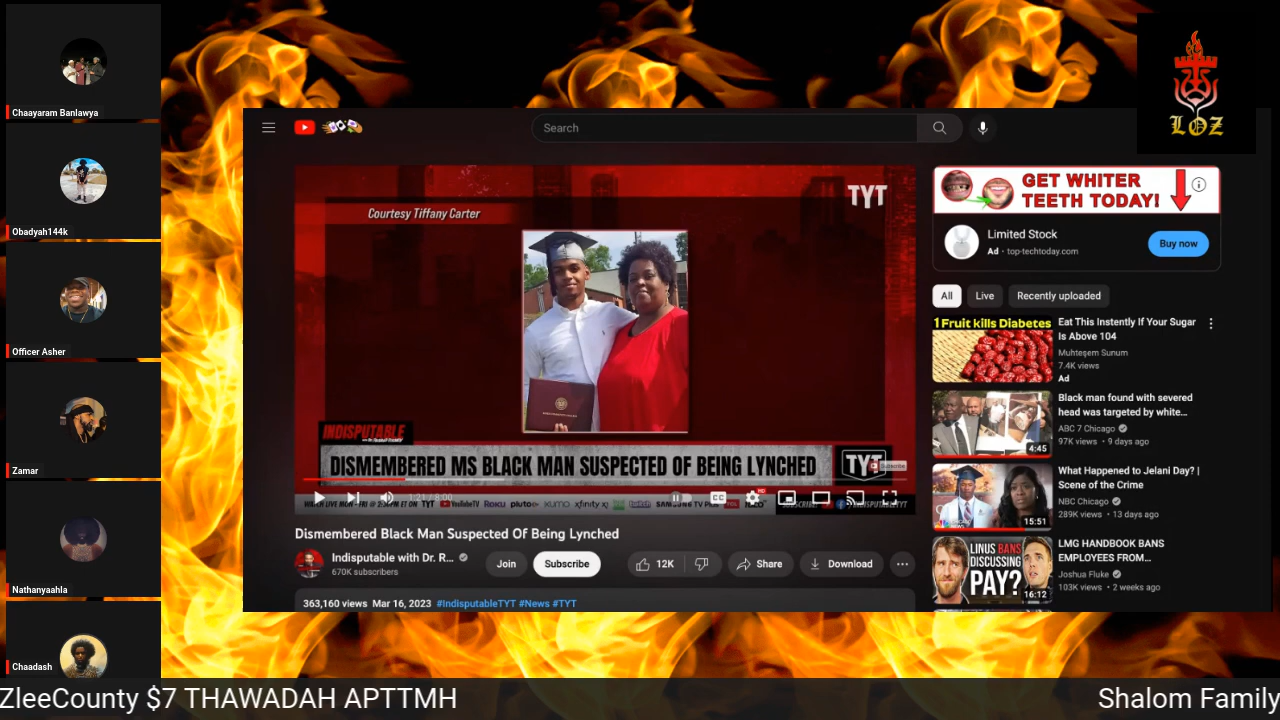 Chaayaram Banlawya
Obadyah144k
Officer Asher
Zamar
Nathanyaahla
Chaadash
LOZ
Search
Courtesy Tiffany Carter
TYT
INDISPUTABLE
DISMEMBERED MS BLACK MAN SUSPECTED OF BEING LYNCHED
TYT
Subscribe
1:21 / 8:00
Dismembered Black Man Suspected Of Being Lynched
Indisputable with Dr. R...
670K subscribers
Join
Subscribe
12K
Share
Download
363,160 views Mar 16, 2023 #IndisputableTYT #News #TYT
GET WHITER
TEETH TODAY!
Limited Stock
Ad · top-techtoday.com
Buy now
All
Live
Recently uploaded
1 Fruit kills Diabetes
Eat This Instently If Your Sugar
Is Above 104
Muhteşem Sunum
7.4K views
Ad
4:45
Black man found with severed
head was targeted by white...
ABC 7 Chicago
97K views • 9 days ago
15:51
What Happened to Jelani Day? |
Scene of the Crime
NBC Chicago
289K views • 13 days ago
LINUS BANS
DISCUSSING
PAY?
16:12
LMG HANDBOOK BANS
EMPLOYEES FROM...
Joshua Fluke
103K views • 2 weeks ago
ZleeCounty $7 THAWADAH APTTMH
Shalom Family